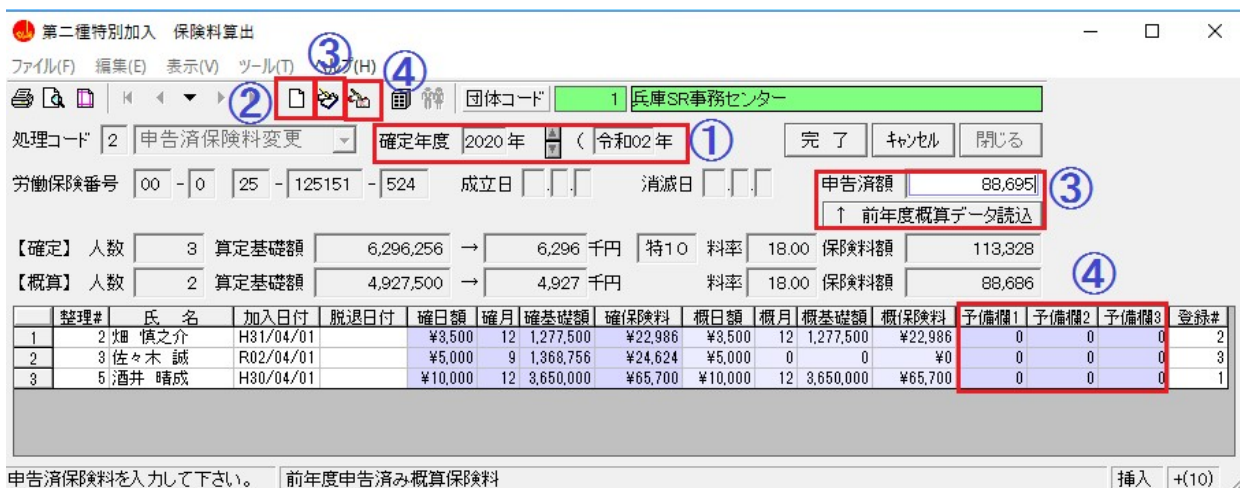 第二種特別加入 保険料算出
ファイル(F) 編集(E) 表示(V) ツール(T) ヘルプ(H)
③ ④
② 団体コード 1 兵庫SR事務センター
処理コード 2 申告済保険料変更 確定年度 2020 年 ( 令和02 年 ① 完 了 キャンセル 閉じる
労働保険番号 00 - 0 25 - 125151 - 524 成立日 . . 消滅日 . . 申告済額 88,695 ③
↑ 前年度概算データ読込
【確定】 人数 3 算定基礎額 6,296,256 → 6,296 千円 特10 料率 18.00 保険料額 113,328
【概算】 人数 2 算定基礎額 4,927,500 → 4,927 千円 料率 18.00 保険料額 88,686
④
整理# 氏 名 加入日付 脱退日付 確日額 確月 確基礎額 確保険料 概日額 概月 概基礎額 概保険料 予備欄1 予備欄2 予備欄3 登録#
1 2 畑 慎之介 H31/04/01 ¥3,500 12 1,277,500 ¥22,986 ¥3,500 12 1,277,500 ¥22,986 0 0 0 2
2 3 佐々木 誠 R02/04/01 ¥5,000 9 1,368,756 ¥24,624 ¥5,000 0 0 ¥0 0 0 0 3
3 5 酒井 晴成 H30/04/01 ¥10,000 12 3,650,000 ¥65,700 ¥10,000 12 3,650,000 ¥65,700 0 0 0 1
申告済保険料を入力して下さい。 前年度申告済み概算保険料 挿入 +(10)